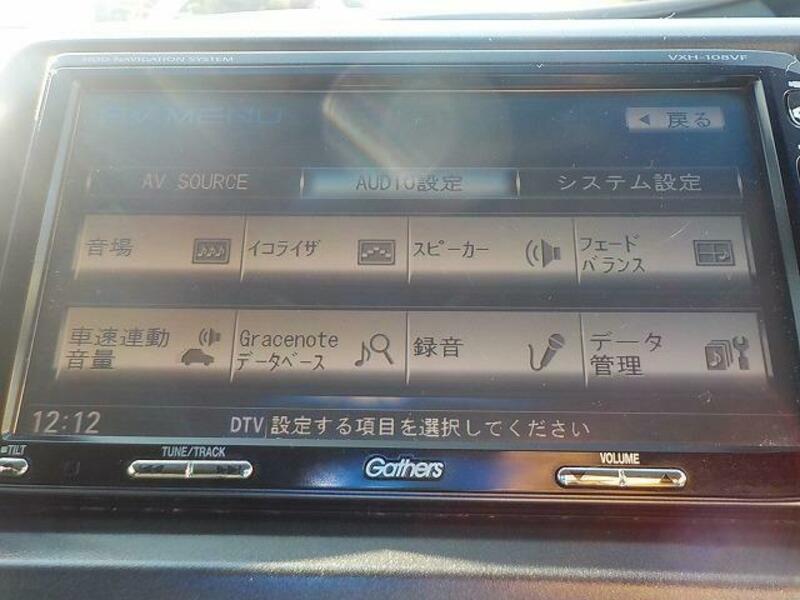 HDD NAVIGATION SYSTEM
VXH-108VF
AV MENU
◀ 戻る
AV SOURCE
AUDIO設定
システム設定
音場
イコライザ
スピーカー
フェード
バランス
車速連動
音量
Gracenote
データベース
録音
データ
管理
12:12
DTV 設定する項目を選択してください
TILT
TUNE/TRACK
Gathers
VOLUME